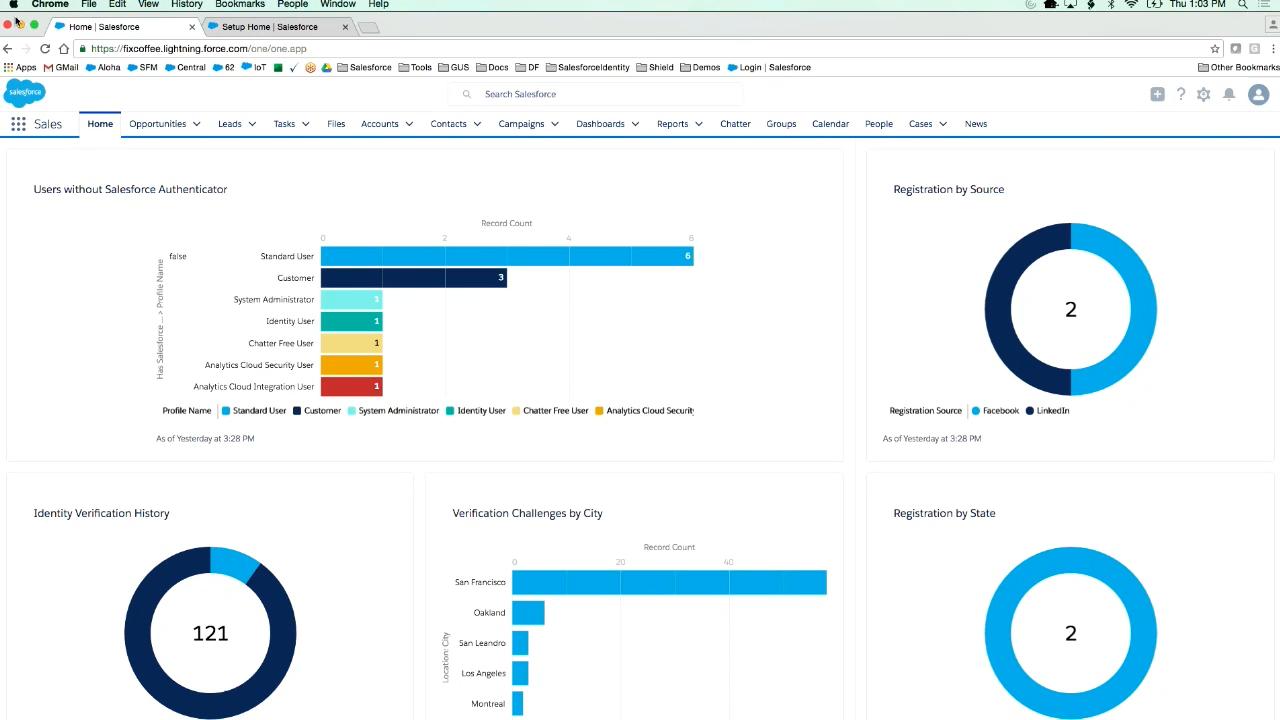 Chrome File Edit View History Bookmarks People Window Help Thu 1:03 PM
Home | Salesforce Setup Home | Salesforce
https://fixcoffee.lightning.force.com/one/one.app
Apps GMail Aloha SFM Central 62 IoT Salesforce Tools GUS Docs DF SalesforceIdentity Shield Demos Login | Salesforce Other Bookmarks
salesforce Search Salesforce
Sales Home Opportunities Leads Tasks Files Accounts Contacts Campaigns Dashboards Reports Chatter Groups Calendar People Cases News
Users without Salesforce Authenticator
Record Count
0 2 4 6
Has Salesforce ... > Profile Name
false
Standard User 6
Customer 3
System Administrator 1
Identity User 1
Chatter Free User 1
Analytics Cloud Security User 1
Analytics Cloud Integration User 1
Profile Name Standard User Customer System Administrator Identity User Chatter Free User Analytics Cloud Security
As of Yesterday at 3:28 PM
Registration by Source
2
Registration Source Facebook LinkedIn
As of Yesterday at 3:28 PM
Identity Verification History
121
Verification Challenges by City
Record Count
0 20 40
Location: City
San Francisco
Oakland
San Leandro
Los Angeles
Montreal
Registration by State
2